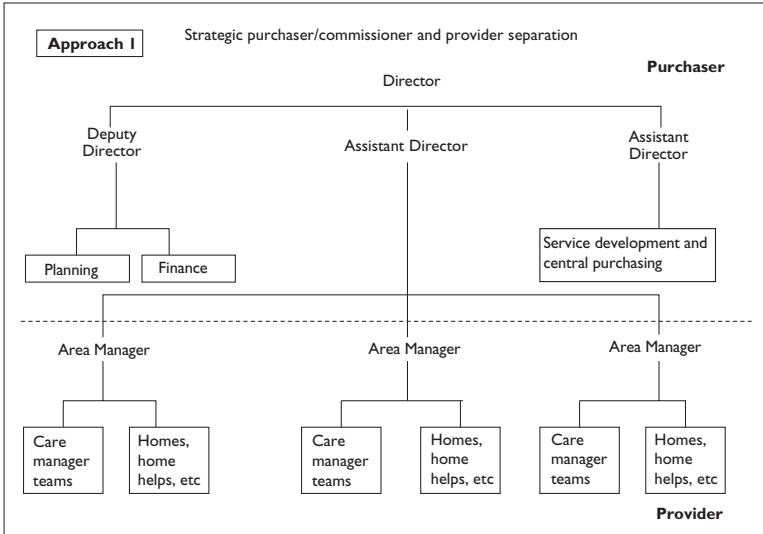 Approach 1
Strategic purchaser/commissioner and provider separation
Purchaser
Director
Deputy
Director
Assistant Director
Assistant
Director
Planning
Finance
Service development and
central purchasing
Area Manager
Area Manager
Area Manager
Care
manager
teams
Homes,
home
helps, etc
Care
manager
teams
Homes,
home
helps, etc
Care
manager
teams
Homes,
home
helps, etc
Provider